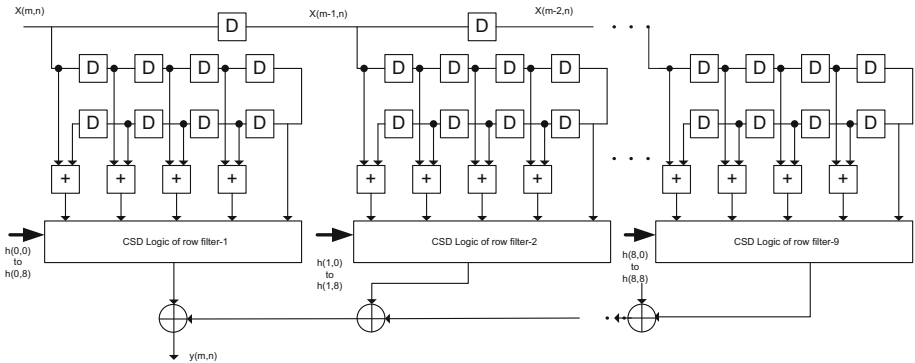 X(m,n)
D
X(m-1,n)
D
X(m-2,n)
D D D D
D D D D
D D D D
D D D D
D D D D
D D D D
+ + + +
+ + + +
+ + + +
CSD Logic of row filter-1
CSD Logic of row filter-2
CSD Logic of row filter-9
h(0,0)
to
h(0,8)
h(1,0)
to
h(1,8)
h(8,0)
to
h(8,8)
y(m,n)